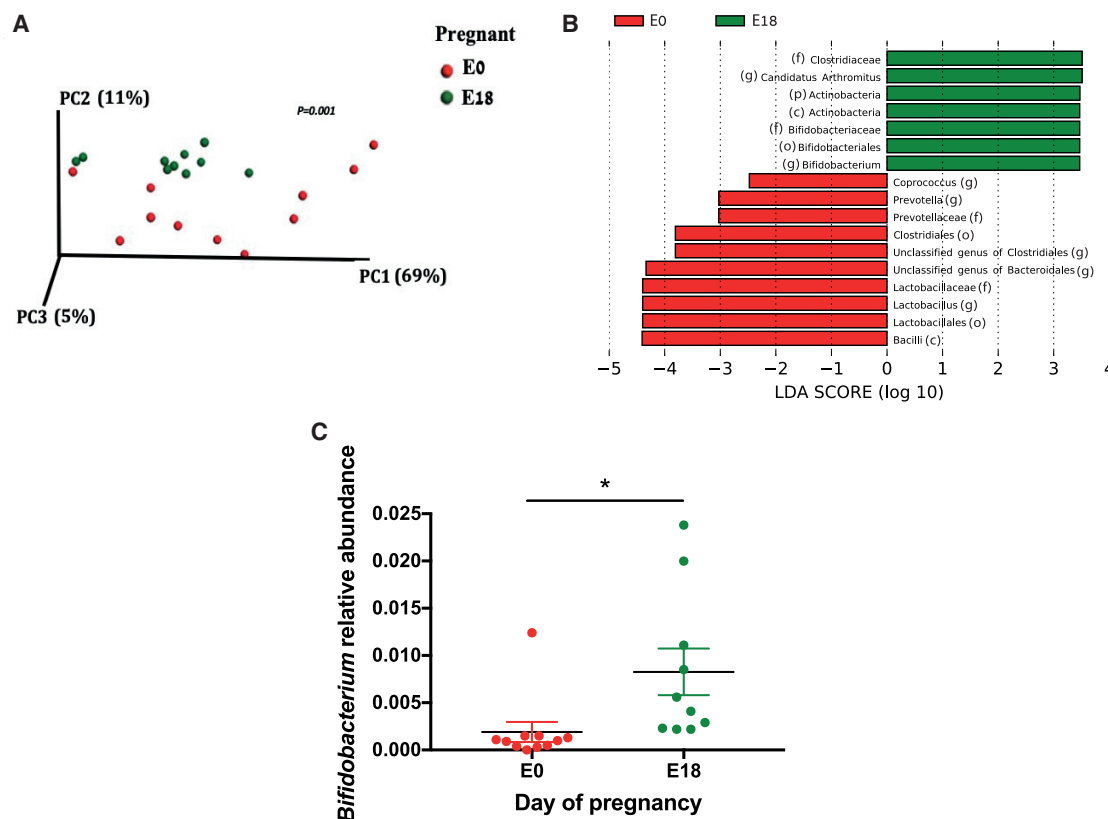 A
Pregnant
E0
E18
PC2 (11%)
P=0.001
PC1 (69%)
PC3 (5%)
B
E0
E18
(f) Clostridiaceae
(g) Candidatus Arthromitus
(p) Actinobacteria
(c) Actinobacteria
(f) Bifidobacteriaceae
(o) Bifidobacteriales
(g) Bifidobacterium
Coprococcus (g)
Prevotella (g)
Prevotellaceae (f)
Clostridiales (o)
Unclassified genus of Clostridiales (g)
Unclassified genus of Bacteroidales (g)
Lactobacillaceae (f)
Lactobacillus (g)
Lactobacillales (o)
Bacilli (c)
−5 −4 −3 −2 −1 0 1 2 3 4
LDA SCORE (log 10)
C
Bifidobacterium relative abundance
*
0.025
0.020
0.015
0.010
0.005
0.000
E0 E18
Day of pregnancy